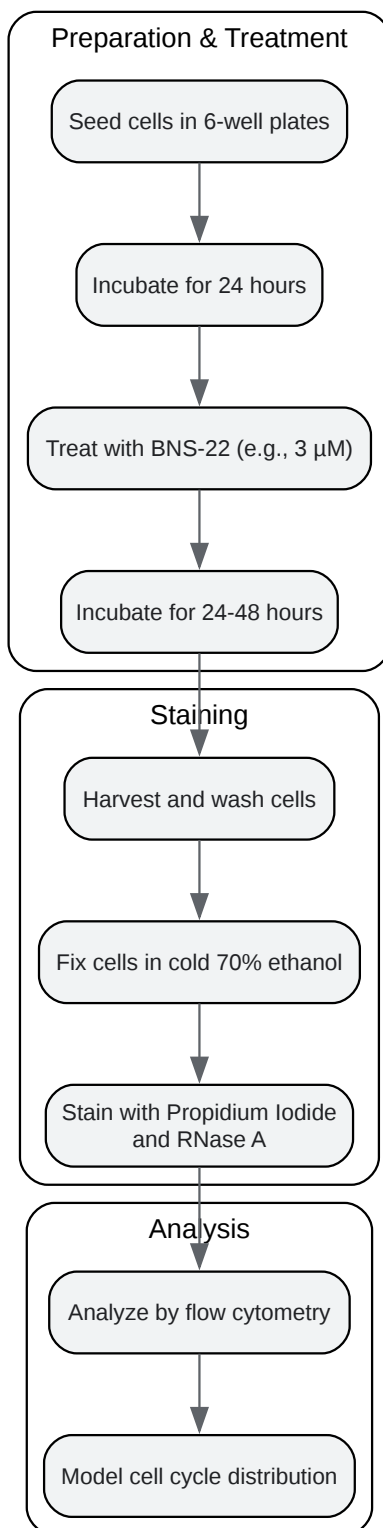 Preparation & Treatment
Seed cells in 6-well plates
Incubate for 24 hours
Treat with BNS-22 (e.g., 3 µM)
Incubate for 24-48 hours
Staining
Harvest and wash cells
Fix cells in cold 70% ethanol
Stain with Propidium Iodide
and RNase A
Analysis
Analyze by flow cytometry
Model cell cycle distribution